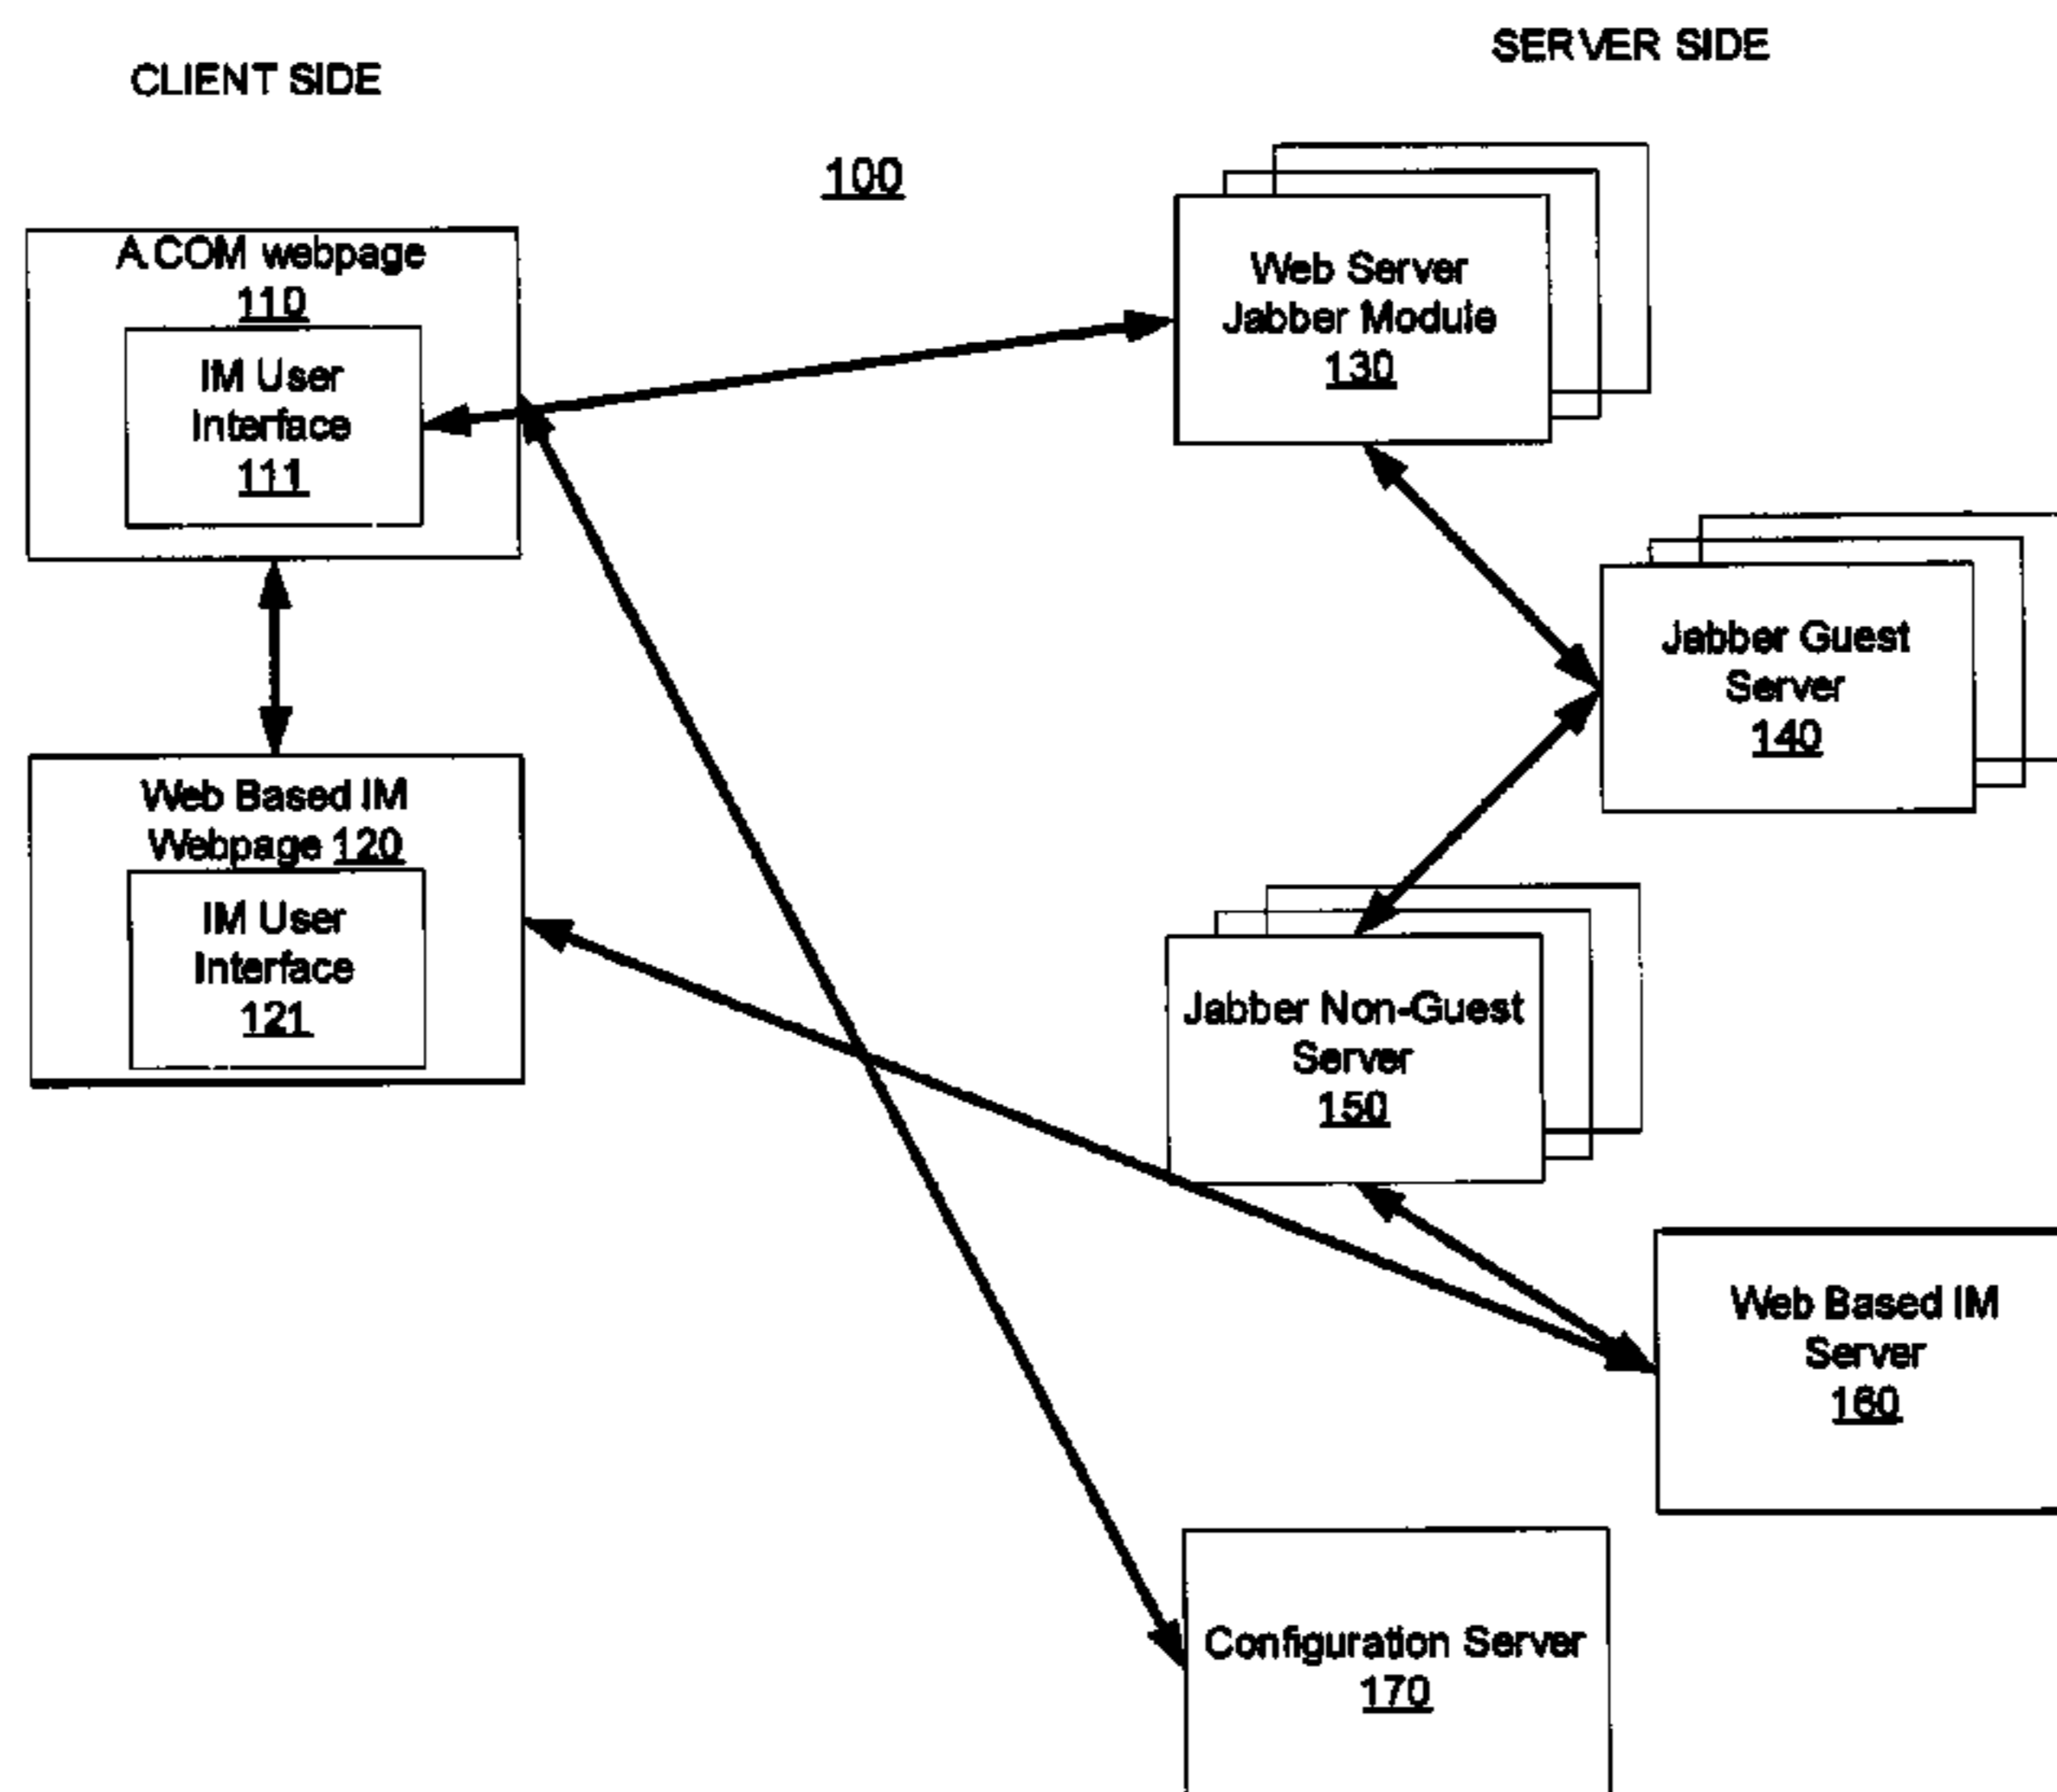 CLIENT SIDE
SERVER SIDE
100
A.COM webpage
110
IM User
Interface
111
Web Server
Jabber Module
130
Jabber Guest
Server
140
Web Based IM
Webpage 120
IM User
Interface
121
Jabber Non-Guest
Server
150
Web Based IM
Server
160
Configuration Server
170